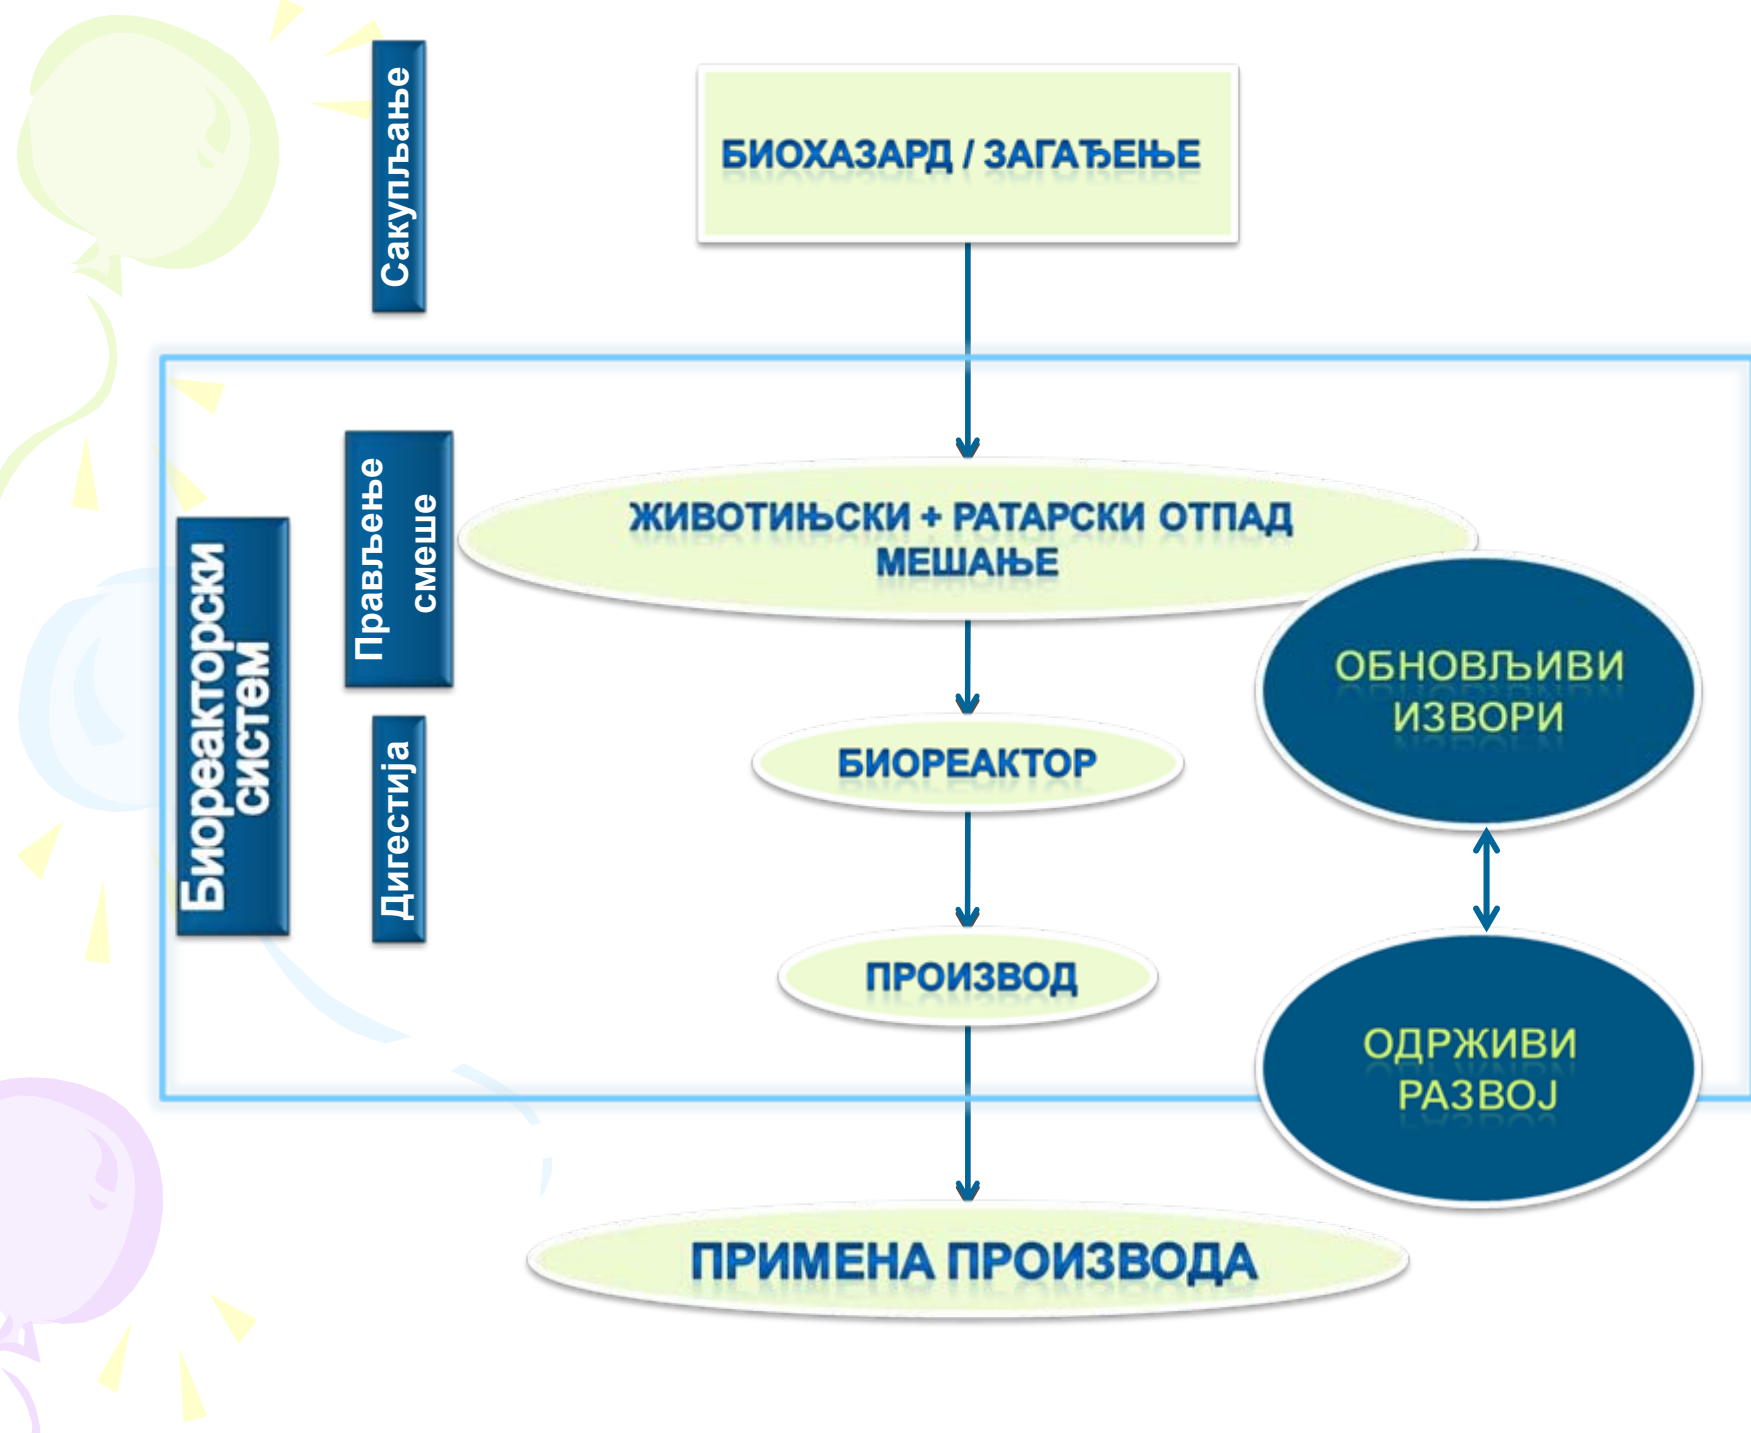 Сакупљање
БИОХАЗАРД / ЗАГАЂЕЊЕ
Биореакторски
систем
Прављење
смеше
ЖИВОТИЊСКИ + РАТАРСКИ ОТПАД
МЕШАЊЕ
ОБНОВЉИВИ
ИЗВОРИ
Дигестија
БИОРЕАКТОР
ПРОИЗВОД
ОДРЖИВИ
РАЗВОЈ
ПРИМЕНА ПРОИЗВОДА